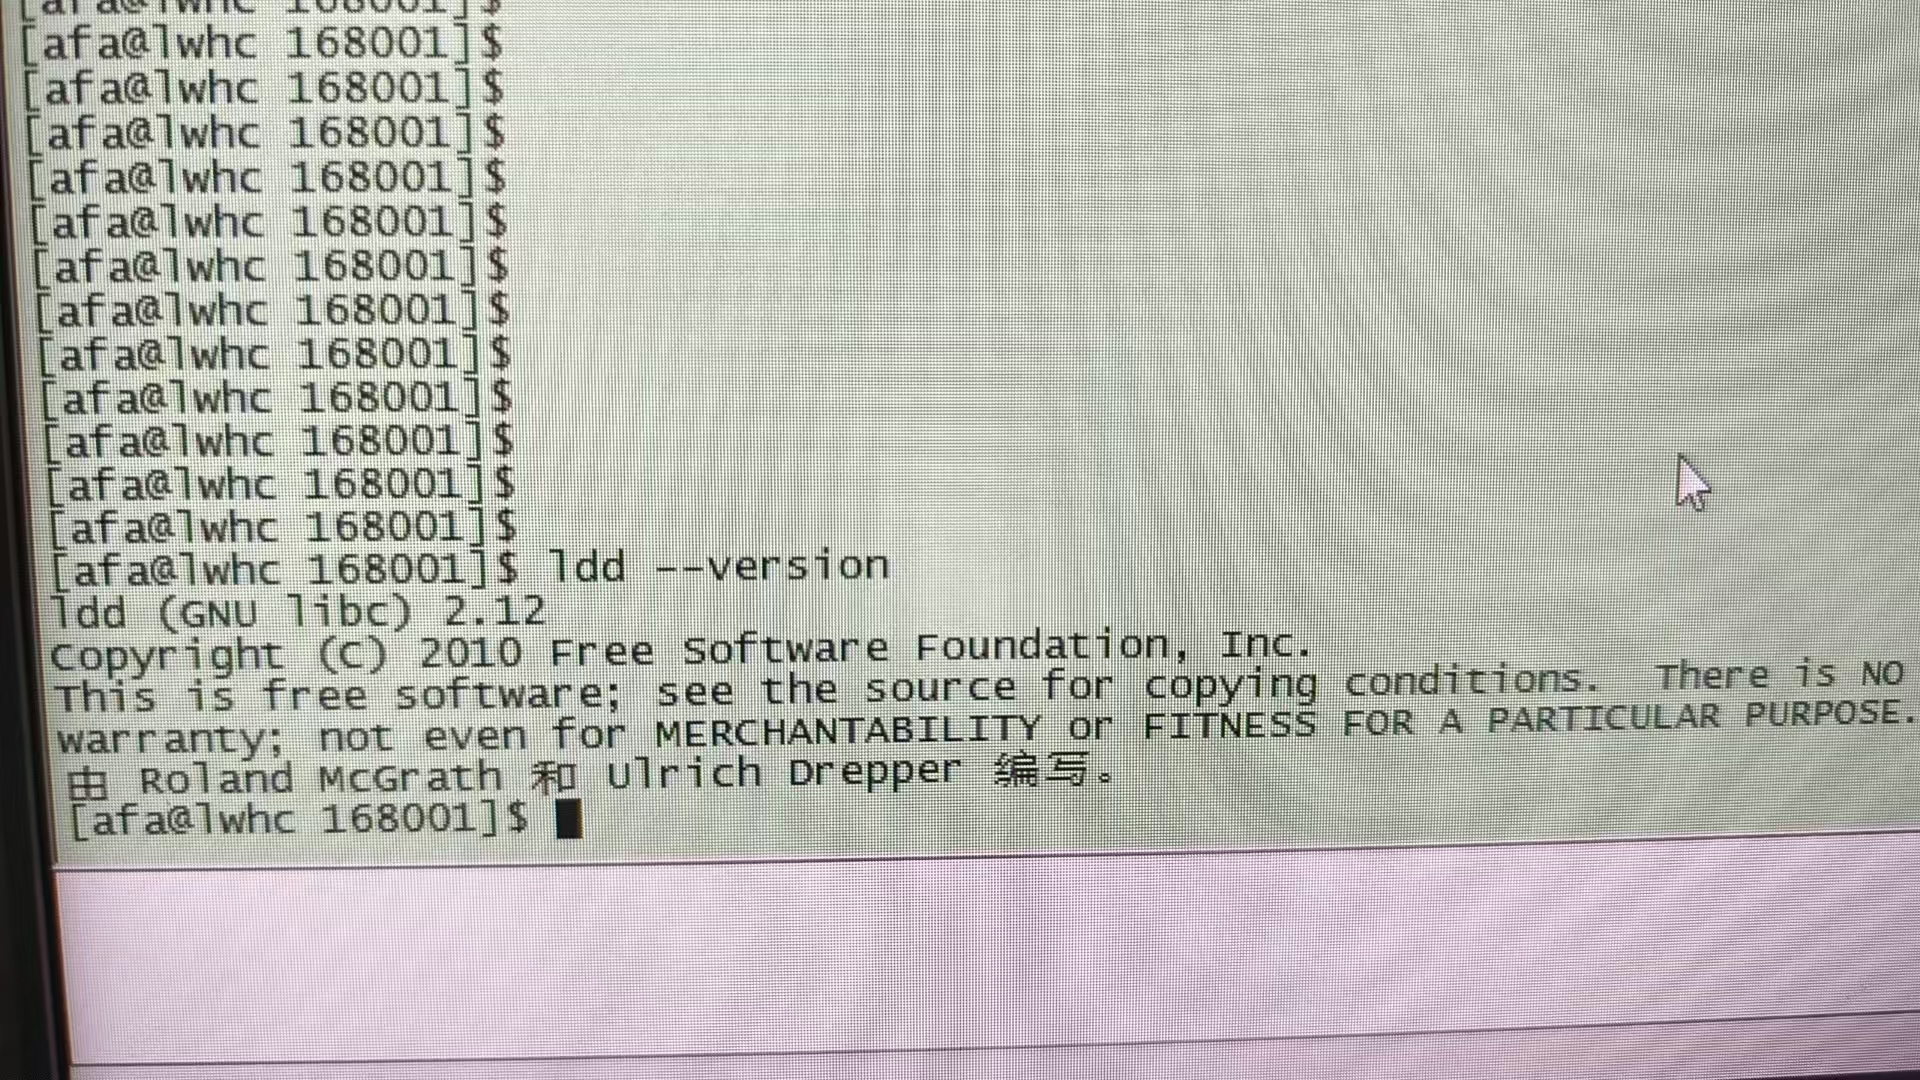 [afa@lwhc 168001]$
[afa@lwhc 168001]$
[afa@lwhc 168001]$
[afa@lwhc 168001]$
[afa@lwhc 168001]$
[afa@lwhc 168001]$
[afa@lwhc 168001]$
[afa@lwhc 168001]$
[afa@lwhc 168001]$
[afa@lwhc 168001]$
[afa@lwhc 168001]$
[afa@lwhc 168001]$
[afa@lwhc 168001]$
[afa@lwhc 168001]$ ldd --version
ldd (GNU libc) 2.12
Copyright (C) 2010 Free Software Foundation, Inc.
This is free software; see the source for copying conditions.  There is NO
warranty; not even for MERCHANTABILITY or FITNESS FOR A PARTICULAR PURPOSE.
由 Roland McGrath 和 Ulrich Drepper 编写。
[afa@lwhc 168001]$